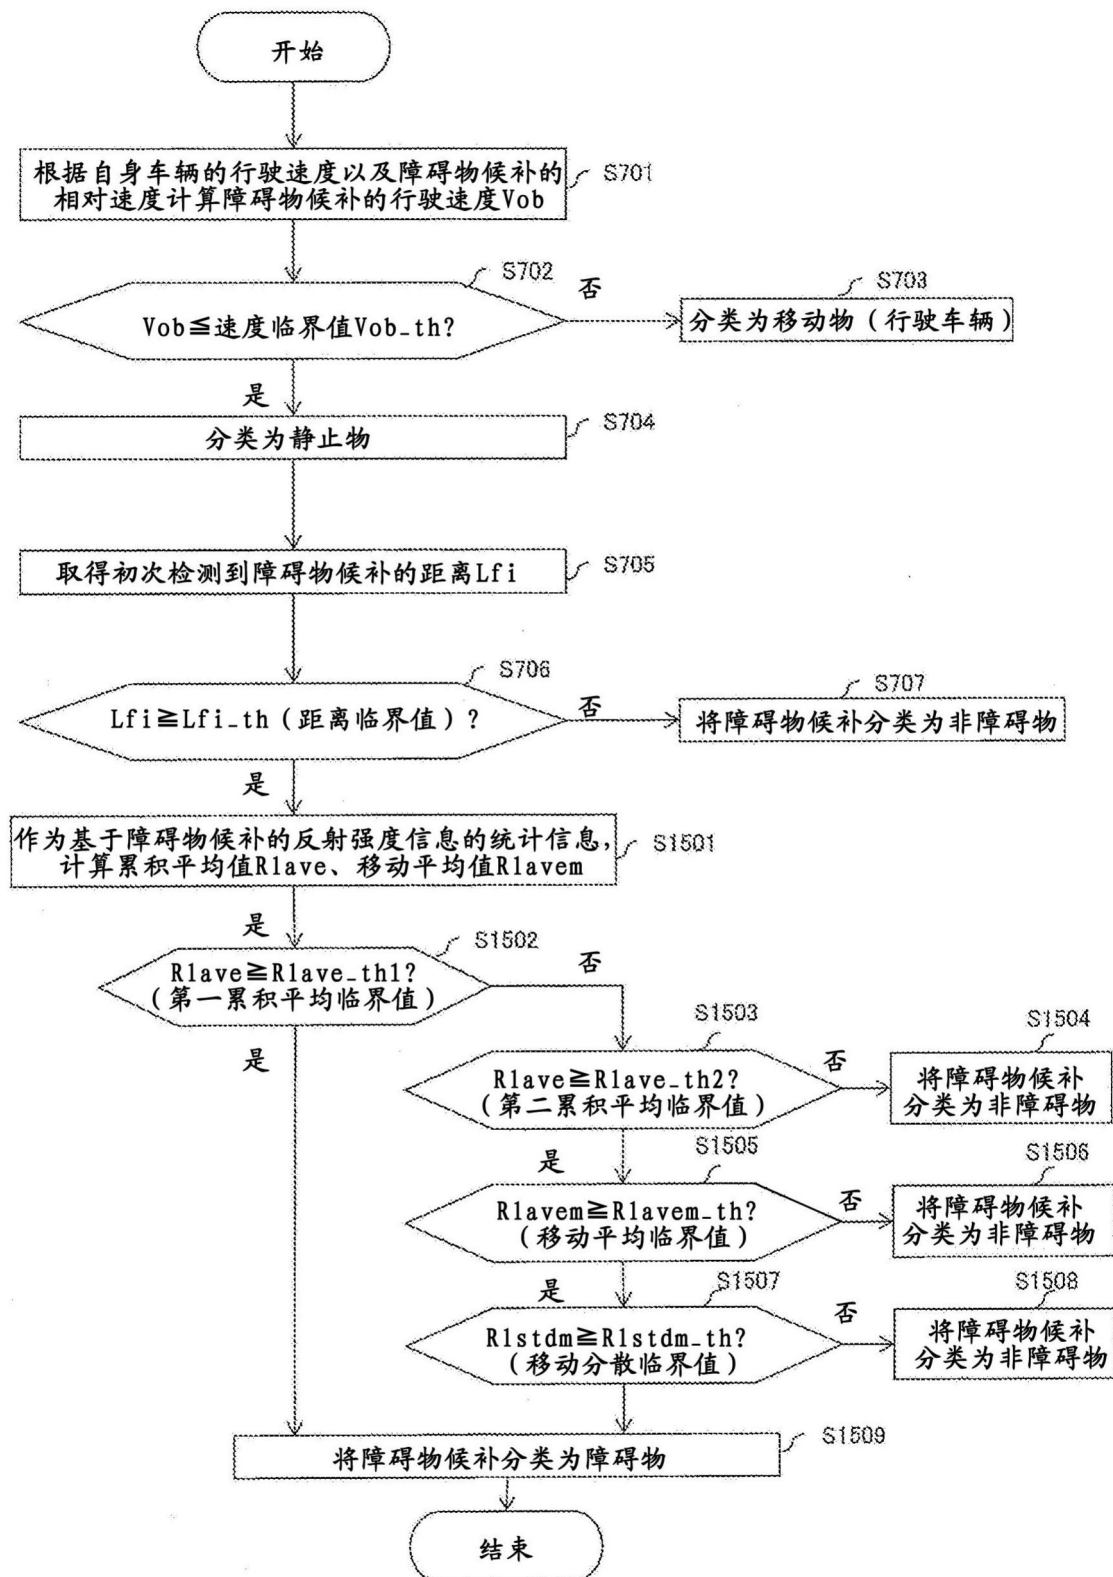 开始
根据自身车辆的行驶速度以及障碍物候补的
相对速度计算障碍物候补的行驶速度Vob
S701
S702
Vob≦速度临界值Vob_th?
否
S703
分类为移动物（行驶车辆）
是
分类为静止物
S704
取得初次检测到障碍物候补的距离Lfi
S705
S706
Lfi≧Lfi_th（距离临界值）?
否
S707
将障碍物候补分类为非障碍物
是
作为基于障碍物候补的反射强度信息的统计信息,
计算累积平均值Rlave、移动平均值Rlavem
S1501
是
S1502
Rlave≧Rlave_th1?
（第一累积平均临界值）
否
是
S1503
Rlave≧Rlave_th2?
（第二累积平均临界值）
否
S1504
将障碍物候补
分类为非障碍物
是
S1505
Rlavem≧Rlavem_th?
（移动平均临界值）
否
S1506
将障碍物候补
分类为非障碍物
是
S1507
Rlstdm≧Rlstdm_th?
（移动分散临界值）
否
S1508
将障碍物候补
分类为非障碍物
将障碍物候补分类为障碍物
S1509
结束